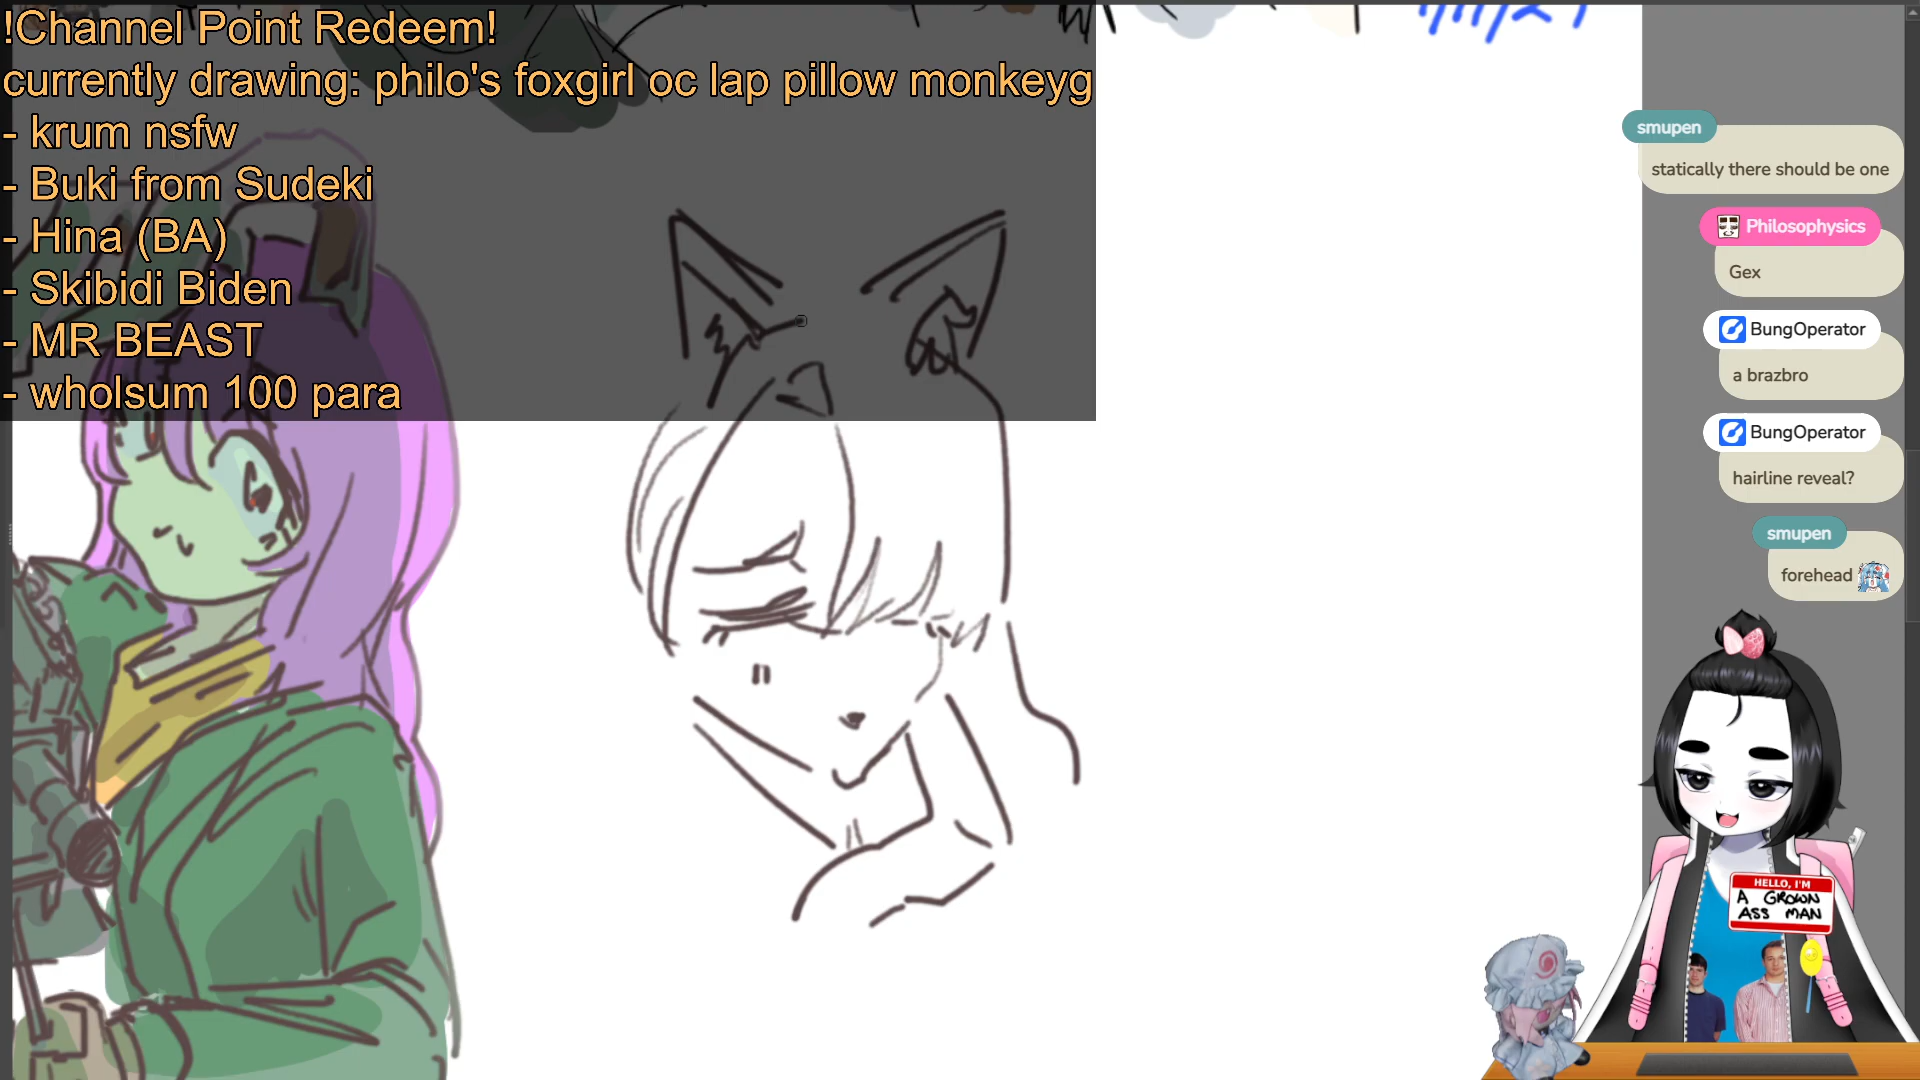 !Channel Point Redeem!
currently drawing: philo's foxgirl oc lap pillow monkeyg
- krum nsfw
- Buki from Sudeki
- Hina (BA)
- Skibidi Biden
- MR BEAST
- wholsum 100 para
smupen
statically there should be one
Philosophysics
Gex
BungOperator
a brazbro
BungOperator
hairline reveal?
smupen
forehead
HELLO, I'M
A GROWN
ASS MAN